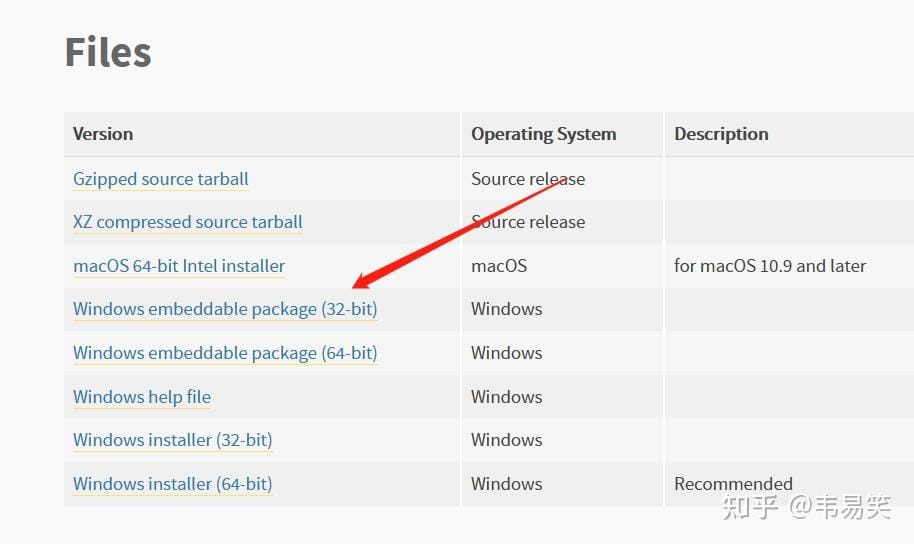 Files
Version Operating System Description
Gzipped source tarball Source release
XZ compressed source tarball Source release
macOS 64-bit Intel installer macOS for macOS 10.9 and later
Windows embeddable package (32-bit) Windows
Windows embeddable package (64-bit) Windows
Windows help file Windows
Windows installer (32-bit) Windows
Windows installer (64-bit) Windows Recommended
知乎 @韦易笑